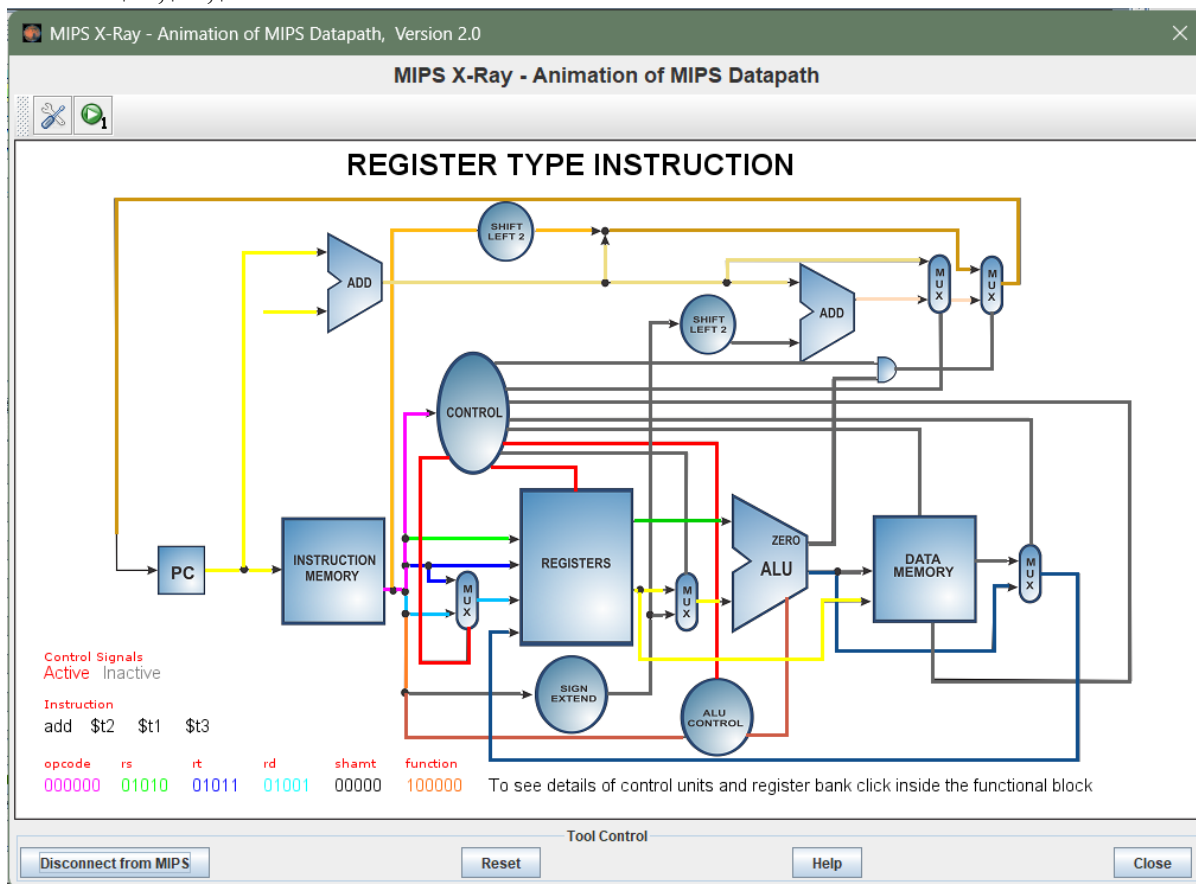 MIPS X-Ray - Animation of MIPS Datapath, Version 2.0
MIPS X-Ray - Animation of MIPS Datapath
1
REGISTER TYPE INSTRUCTION
SHIFT
LEFT 2
ADD
MUX
MUX
SHIFT
LEFT 2
ADD
CONTROL
PC
INSTRUCTION
MEMORY
MUX
REGISTERS
MUX
ZERO
ALU
DATA
MEMORY
MUX
SIGN
EXTEND
ALU
CONTROL
Control Signals
Active Inactive
Instruction
add $t2 $t1 $t3
opcode rs rt rd shamt function
000000 01010 01011 01001 00000 100000
To see details of control units and register bank click inside the functional block
Tool Control
Disconnect from MIPS Reset Help Close